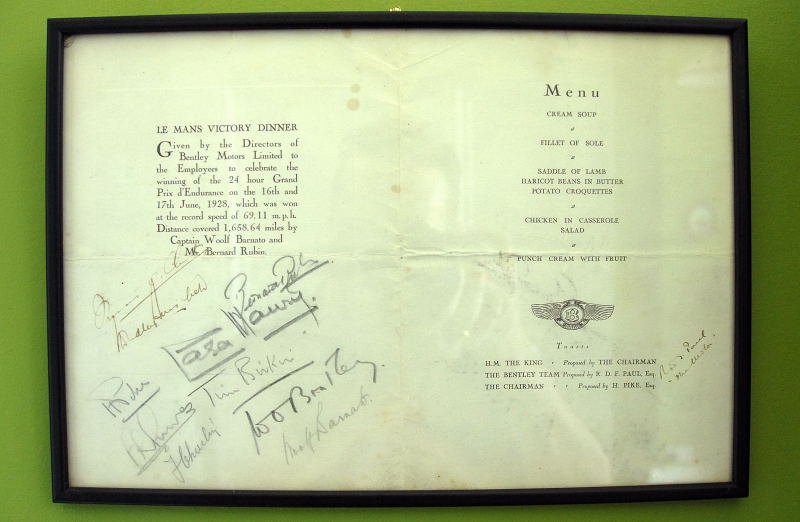 LE MANS VICTORY DINNER
Given by the Directors of
Bentley Motors Limited to
the Employees to celebrate the
winning of the 24 hour Grand
Prix d'Endurance on the 16th and
17th June, 1928, which was won
at the record speed of 69.11 m.p.h.
Distance covered 1,658.64 miles by
Captain Woolf Barnato and
Mr. Bernard Rubin.
Bernard Rubin.
Tim Birkin
W O Bentley.
Woolf Barnato.
Menu
CREAM SOUP
FILLET OF SOLE
SADDLE OF LAMB
HARICOT BEANS IN BUTTER
POTATO CROQUETTES
CHICKEN IN CASSEROLE
SALAD
PUNCH CREAM WITH FRUIT
Toasts
H.M. THE KING · Proposed by THE CHAIRMAN
THE BENTLEY TEAM Proposed by R. D. F. PAUL, Esq.
THE CHAIRMAN · · Proposed by H. PIKE, Esq.